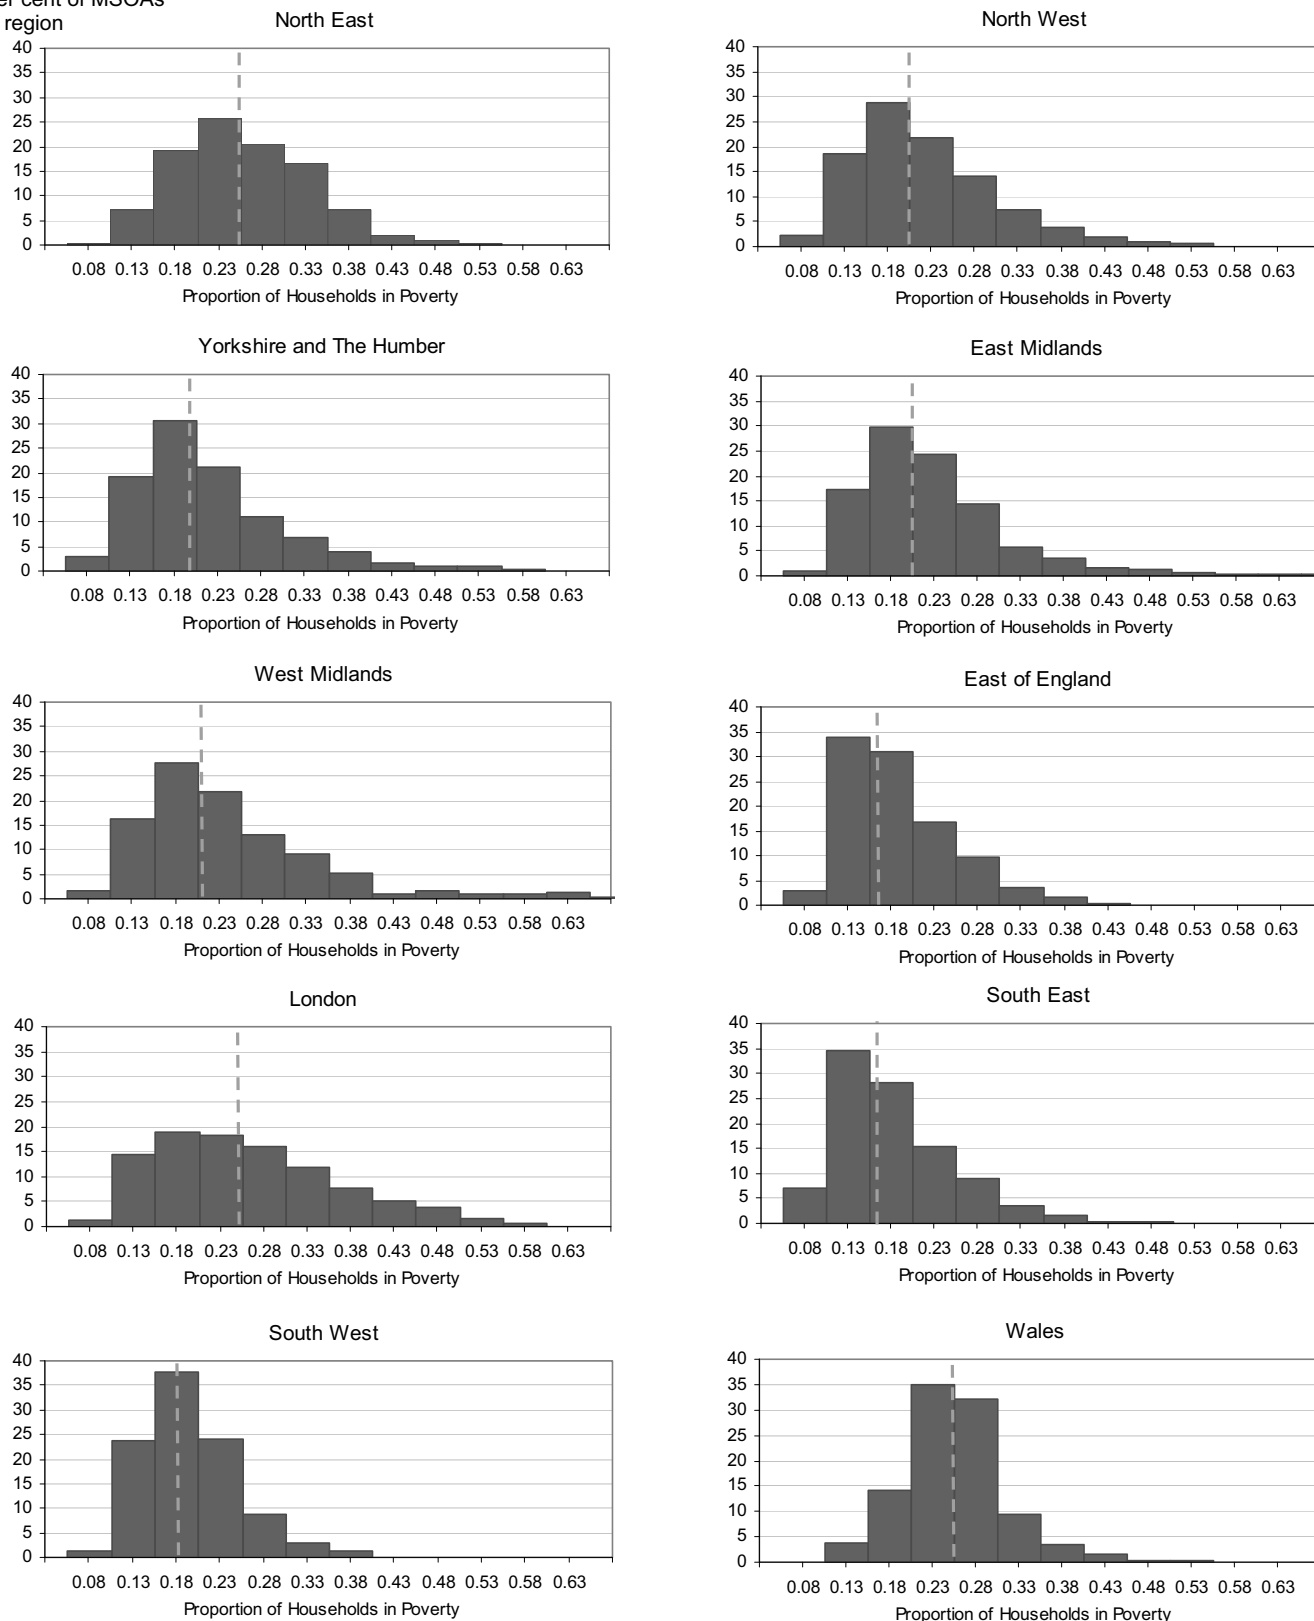 er cent of MSOAs
region
North East
40
35
30
25
20
15
10
5
0
0.08 0.13 0.18 0.23 0.28 0.33 0.38 0.43 0.48 0.53 0.58 0.63
Proportion of Households in Poverty
North West
40
35
30
25
20
15
10
5
0
0.08 0.13 0.18 0.23 0.28 0.33 0.38 0.43 0.48 0.53 0.58 0.63
Proportion of Households in Poverty
Yorkshire and The Humber
40
35
30
25
20
15
10
5
0
0.08 0.13 0.18 0.23 0.28 0.33 0.38 0.43 0.48 0.53 0.58 0.63
Proportion of Households in Poverty
East Midlands
40
35
30
25
20
15
10
5
0
0.08 0.13 0.18 0.23 0.28 0.33 0.38 0.43 0.48 0.53 0.58 0.63
Proportion of Households in Poverty
West Midlands
40
35
30
25
20
15
10
5
0
0.08 0.13 0.18 0.23 0.28 0.33 0.38 0.43 0.48 0.53 0.58 0.63
Proportion of Households in Poverty
East of England
40
35
30
25
20
15
10
5
0
0.08 0.13 0.18 0.23 0.28 0.33 0.38 0.43 0.48 0.53 0.58 0.63
Proportion of Households in Poverty
London
40
35
30
25
20
15
10
5
0
0.08 0.13 0.18 0.23 0.28 0.33 0.38 0.43 0.48 0.53 0.58 0.63
Proportion of Households in Poverty
South East
40
35
30
25
20
15
10
5
0
0.08 0.13 0.18 0.23 0.28 0.33 0.38 0.43 0.48 0.53 0.58 0.63
Proportion of Households in Poverty
South West
40
35
30
25
20
15
10
5
0
0.08 0.13 0.18 0.23 0.28 0.33 0.38 0.43 0.48 0.53 0.58 0.63
Proportion of Households in Poverty
Wales
40
35
30
25
20
15
10
5
0
0.08 0.13 0.18 0.23 0.28 0.33 0.38 0.43 0.48 0.53 0.58 0.63
Proportion of Households in Poverty